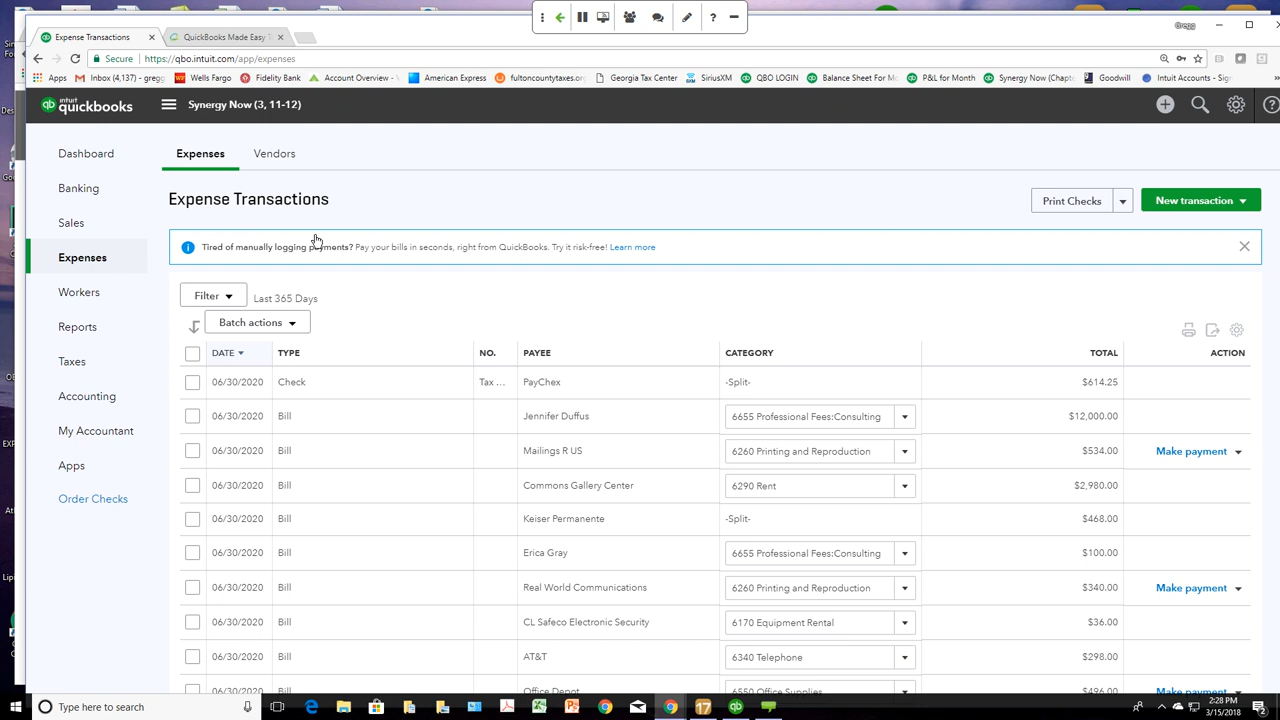 Gregg
Expense Transactions
QuickBooks Made Easy T
Secure
https://qbo.intuit.com/app/expenses
Apps
Inbox (4,137) - gregg
Wells Fargo
Fidelity Bank
Account Overview -
American Express
fultoncountytaxes.org
Georgia Tax Center
SiriusXM
QBO LOGIN
Balance Sheet For Mo
P&L for Month
Synergy Now (Chapte
Goodwill
Intuit Accounts - Sig
intuit quickbooks
Synergy Now (3, 11-12)
Dashboard
Banking
Sales
Expenses
Workers
Reports
Taxes
Accounting
My Accountant
Apps
Order Checks
Expenses Vendors
Expense Transactions
Print Checks
New transaction
Tired of manually logging payments? Pay your bills in seconds, right from QuickBooks. Try it risk-free! Learn more
Filter
Last 365 Days
Batch actions
DATE TYPE NO. PAYEE CATEGORY TOTAL ACTION
06/30/2020 Check Tax ... PayChex -Split- $614.25
06/30/2020 Bill Jennifer Duffus 6655 Professional Fees:Consulting $12,000.00
06/30/2020 Bill Mailings R US 6260 Printing and Reproduction $534.00 Make payment
06/30/2020 Bill Commons Gallery Center 6290 Rent $2,980.00
06/30/2020 Bill Keiser Permanente -Split- $468.00
06/30/2020 Bill Erica Gray 6655 Professional Fees:Consulting $100.00
06/30/2020 Bill Real World Communications 6260 Printing and Reproduction $340.00 Make payment
06/30/2020 Bill CL Safeco Electronic Security 6170 Equipment Rental $36.00
06/30/2020 Bill AT&T 6340 Telephone $298.00
06/30/2020 Bill Office Depot 6550 Office Supplies $496.00 Make payment
Type here to search
17
2:28 PM
3/15/2018
2